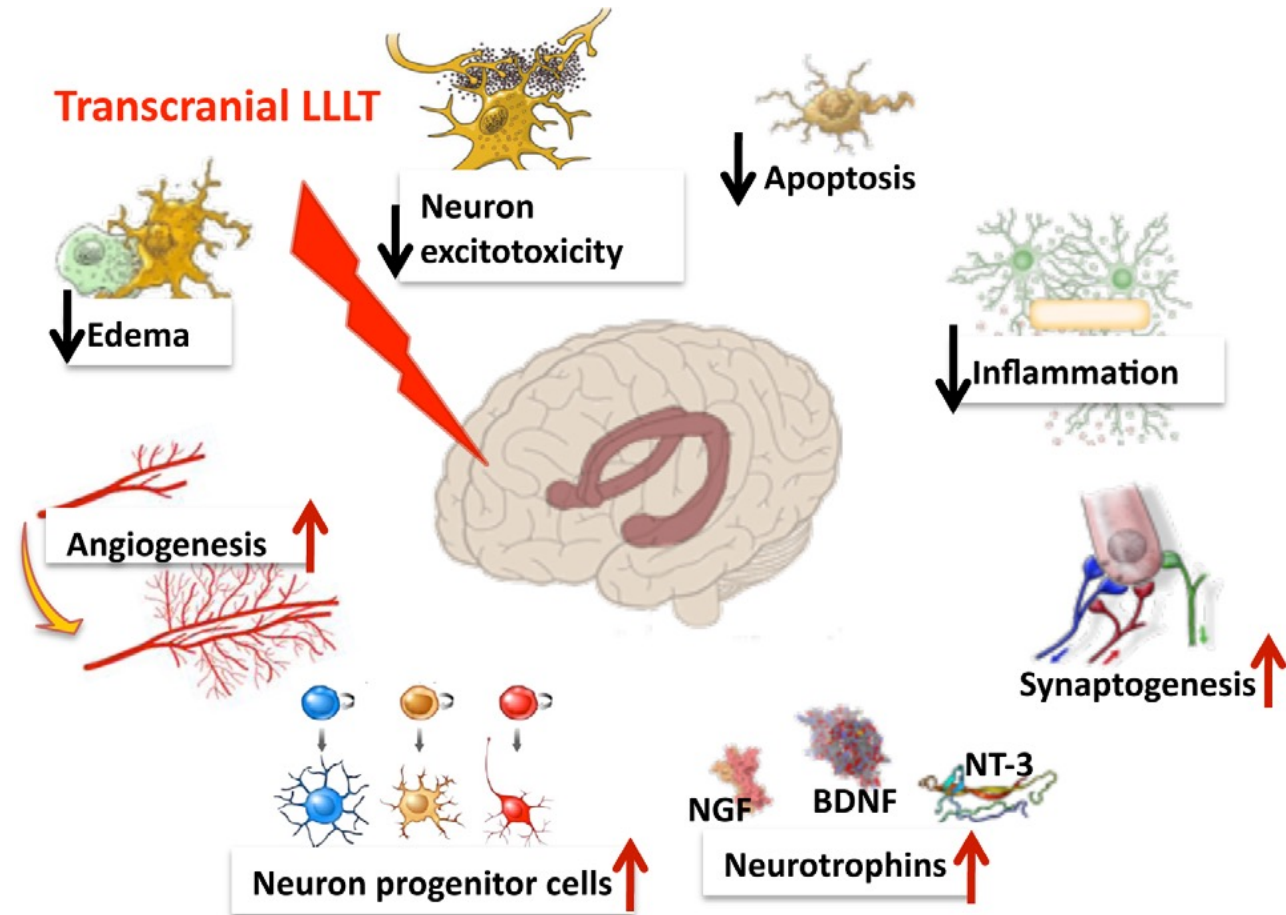 Transcranial LLLT
Neuron
excitotoxicity
Apoptosis
Edema
Inflammation
Angiogenesis
Synaptogenesis
NGF
BDNF
NT-3
Neuron progenitor cells
Neurotrophins